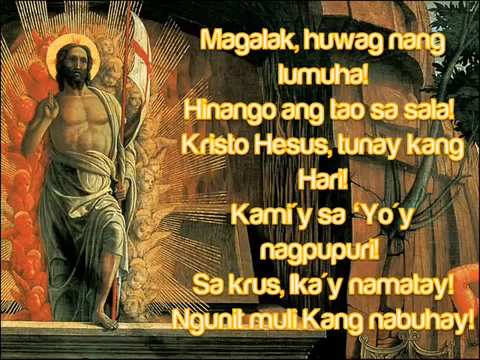 Magalak, huwag nang
lumuha!
Hinango ang tao sa sala!
Kristo Hesus, tunay kang
Hari!
Kami´y sa ‘Yo´y
nagpupuri!
Sa krus, Ika´y namatay!
Ngunit muli Kang nabuhay!